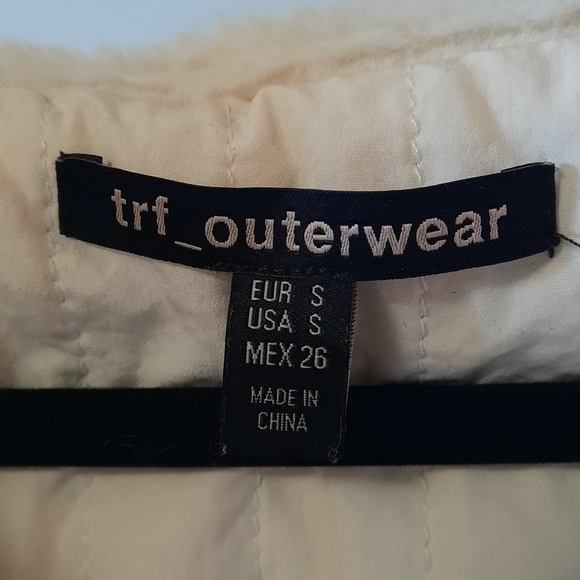 trf_outerwear
EUR S
USA S
MEX 26
MADE IN
CHINA